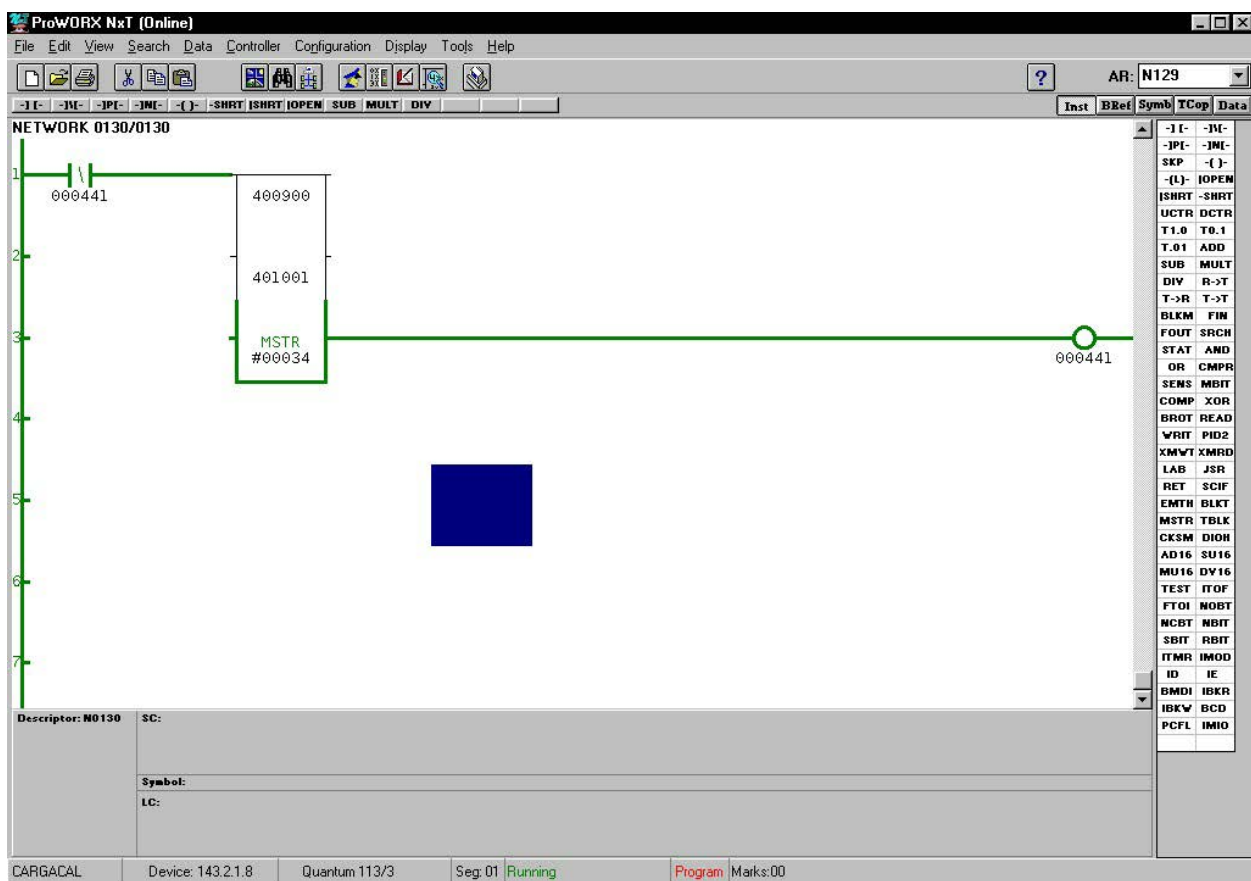 ProWORX NxT (Online)
File Edit View Search Data Controller Configuration Display Tools Help
? AR: N129
-] [- -]\[- -]P[- -]N[- -( )- -SHRT |SHRT |OPEN SUB MULT DIV
Inst BRef Symb TCop Data
NETWORK 0130/0130
1
000441
400900
2
401001
3
MSTR
#00034
000441
4
5
6
7
-] [- -]\[-
-]P[- -]N[-
SKP -( )-
-(L)- |OPEN
|SHRT -SHRT
UCTR DCTR
T1.0 T0.1
T.01 ADD
SUB MULT
DIV R->T
T->R T->T
BLKM FIN
FOUT SRCH
STAT AND
OR CMPR
SENS MBIT
COMP XOR
BROT READ
WRIT PID2
XMWT XMRD
LAB JSR
RET SCIF
EMTH BLKT
MSTR TBLK
CKSM DIOH
AD16 SU16
MU16 DV16
TEST ITOF
FTOI NOBT
NCBT NBIT
SBIT RBIT
ITMR IMOD
ID IE
BMDI IBKR
IBKW BCD
PCFL IMIO
Descriptor: N0130 SC:
Symbol:
LC:
CARGACAL Device: 143.2.1.8 Quantum 113/3 Seg: 01 Running Program Marks:00